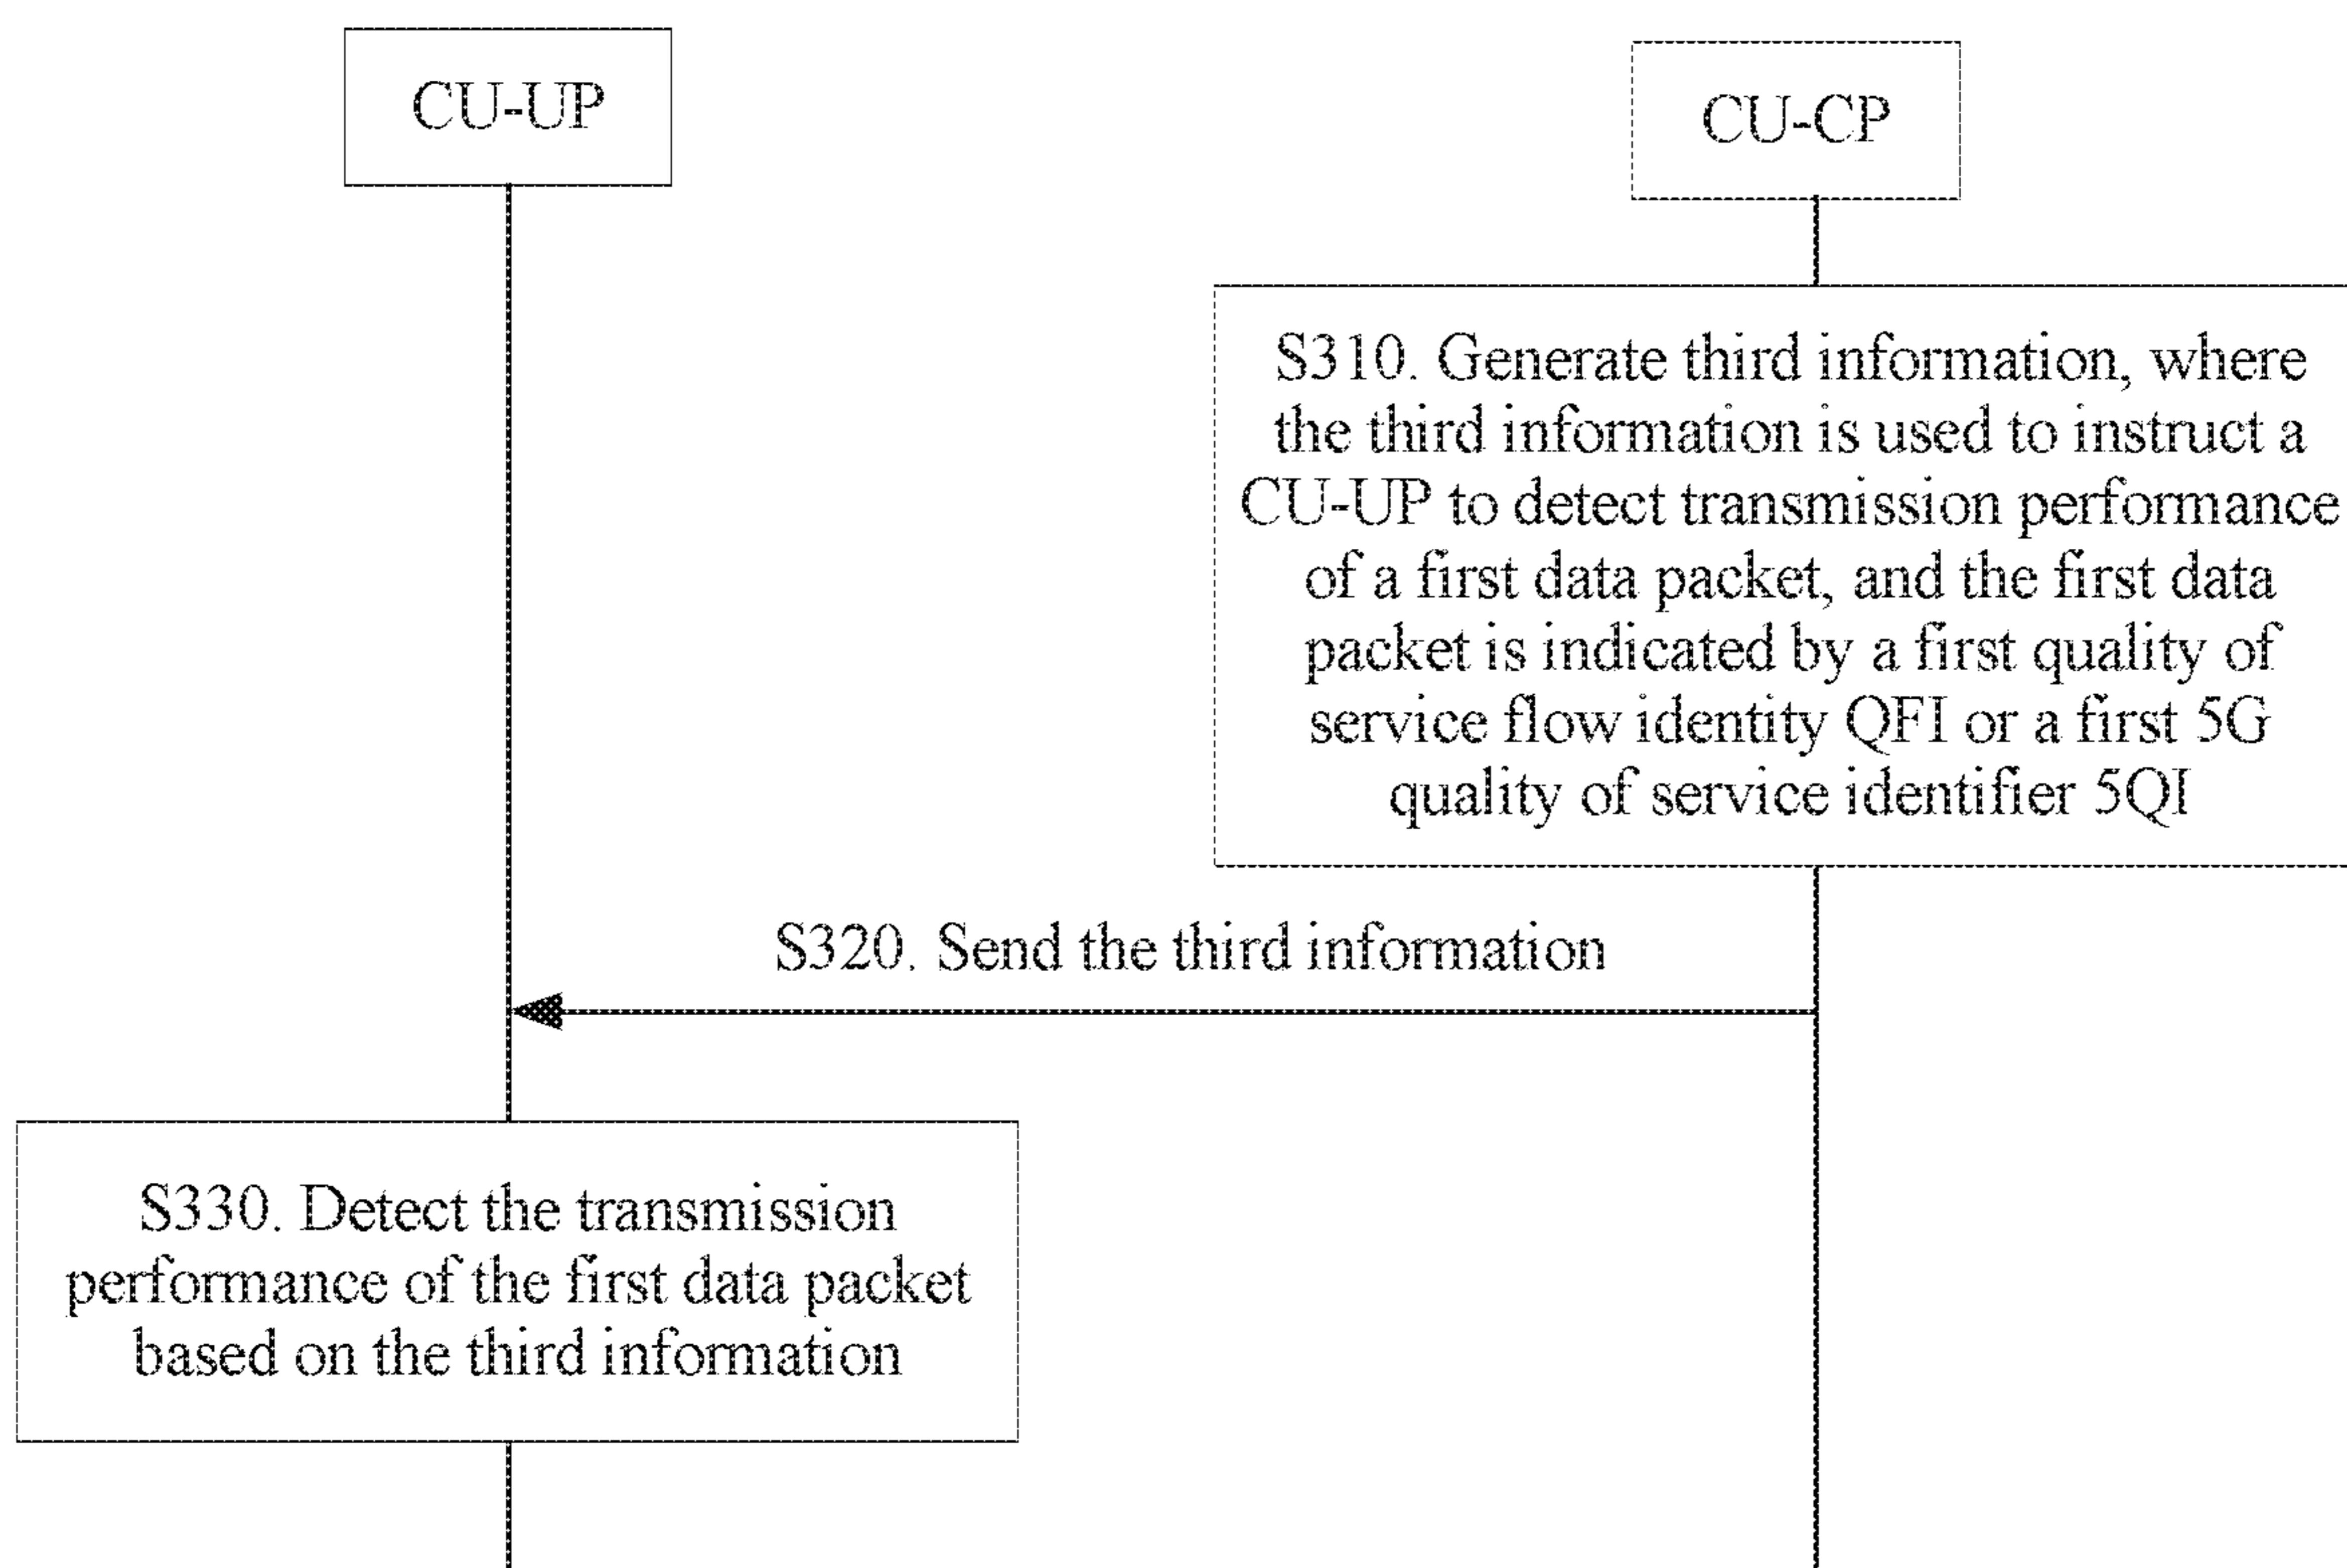 CU-UP
CU-CP
S310. Generate third information, where
the third information is used to instruct a
CU-UP to detect transmission performance
of a first data packet, and the first data
packet is indicated by a first quality of
service flow identity QFI or a first 5G
quality of service identifier 5QI
S320. Send the third information
S330. Detect the transmission
performance of the first data packet
based on the third information